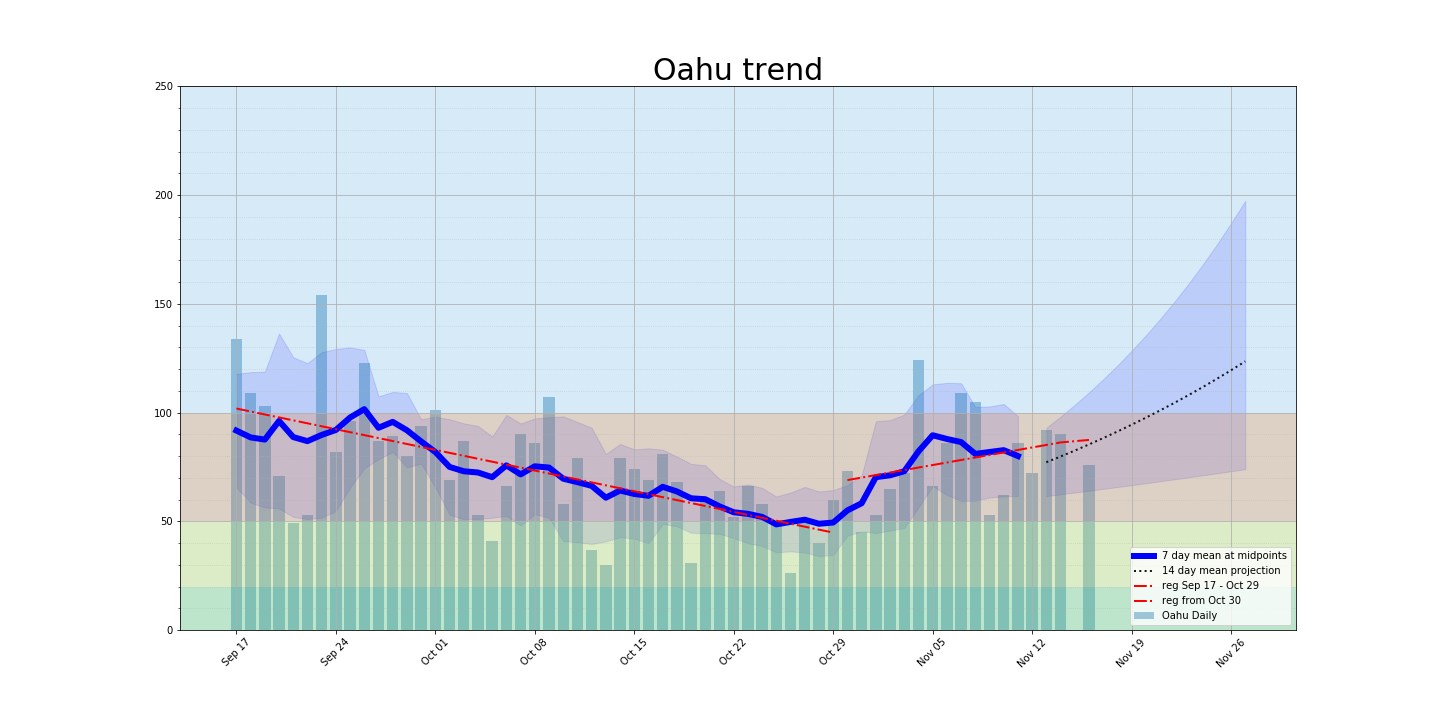 Oahu trend
250
200
150
100
50
0
7 day mean at midpoints
14 day mean projection
reg Sep 17 - Oct 29
reg from Oct 30
Oahu Daily
Sep 17
Sep 24
Oct 01
Oct 08
Oct 15
Oct 22
Oct 29
Nov 05
Nov 12
Nov 19
Nov 26